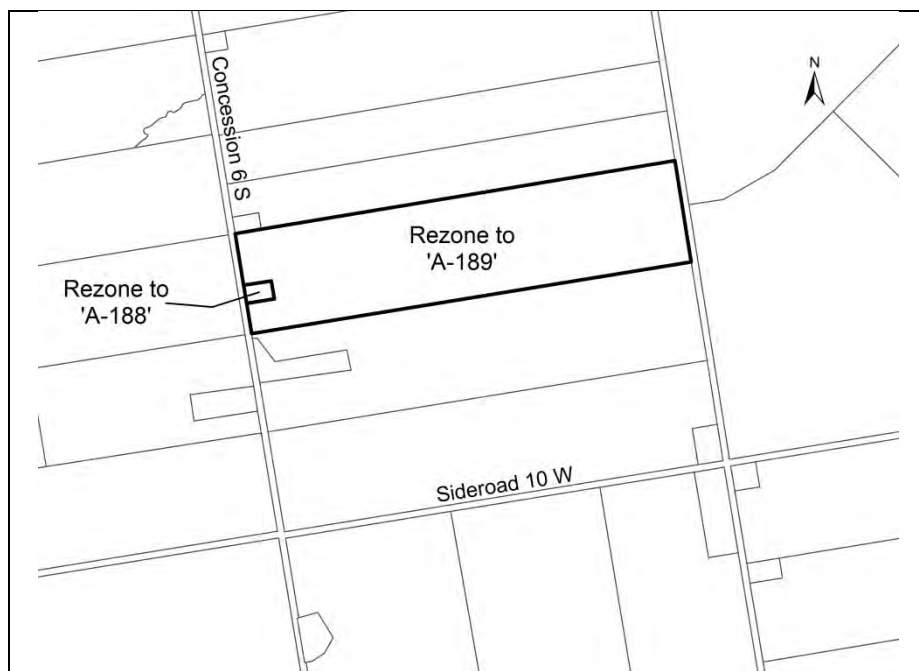 N
Concession 6 S
Rezone to
'A-189'
Rezone to
'A-188'
Sideroad 10 W